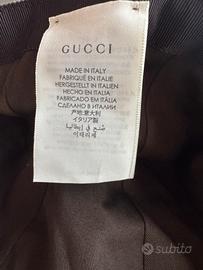 GUCCI
MADE IN ITALY
FABRIQUÉ EN ITALIE
HERGESTELLT IN ITALIEN
HECHO EN ITALIA
FABRICADO EM ITÁLIA
СДЕЛАНО В ИТАЛИИ
产地:意大利
イタリア製
صنع في إيطاليا
이태리제
subito